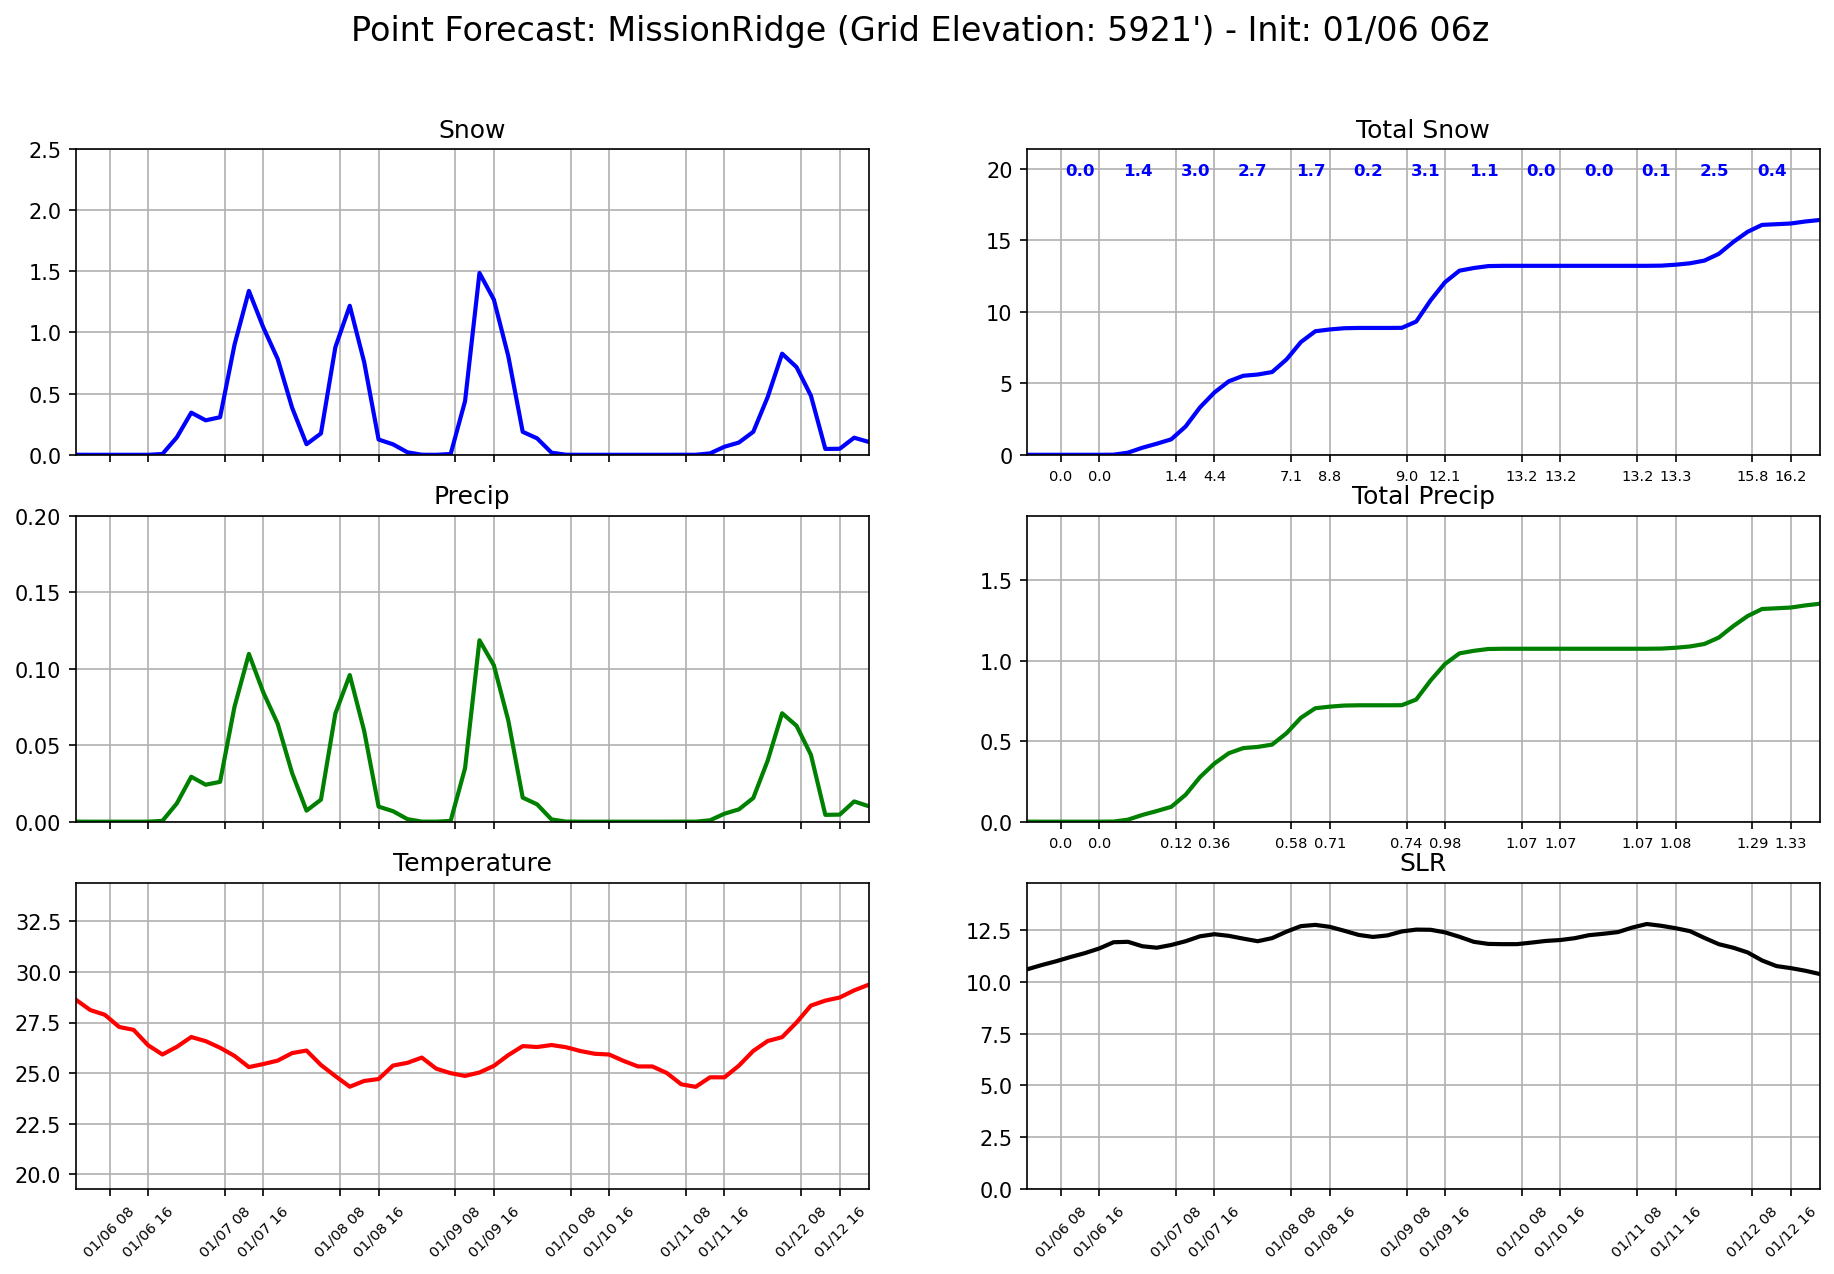 Point Forecast: MissionRidge (Grid Elevation: 5921') - Init: 01/06 06z
Snow
2.5
2.0
1.5
1.0
0.5
0.0
Total Snow
20
15
10
5
0
0.0 1.4 3.0 2.7 1.7 0.2 3.1 1.1 0.0 0.0 0.1 2.5 0.4
0.0 0.0 1.4 4.4 7.1 8.8 9.0 12.1 13.2 13.2 13.2 13.3 15.8 16.2
Precip
0.20
0.15
0.10
0.05
0.00
Total Precip
1.5
1.0
0.5
0.0
0.0 0.0 0.12 0.36 0.58 0.71 0.74 0.98 1.07 1.07 1.07 1.08 1.29 1.33
Temperature
32.5
30.0
27.5
25.0
22.5
20.0
01/06 08 01/06 16 01/07 08 01/07 16 01/08 08 01/08 16 01/09 08 01/09 16 01/10 08 01/10 16 01/11 08 01/11 16 01/12 08 01/12 16
SLR
12.5
10.0
7.5
5.0
2.5
0.0
01/06 08 01/06 16 01/07 08 01/07 16 01/08 08 01/08 16 01/09 08 01/09 16 01/10 08 01/10 16 01/11 08 01/11 16 01/12 08 01/12 16